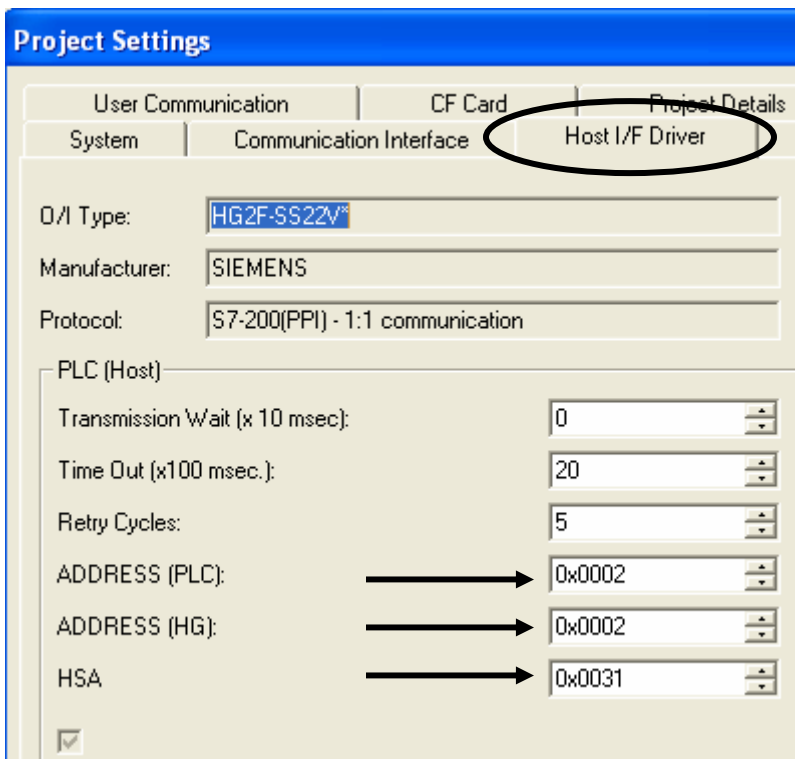 Project Settings
User Communication CF Card Project Details
System Communication Interface Host I/F Driver
O/I Type: HG2F-SS22V*
Manufacturer: SIEMENS
Protocol: S7-200(PPI) - 1:1 communication
PLC (Host)
Transmission Wait (x 10 msec): 0
Time Out (x100 msec.): 20
Retry Cycles: 5
ADDRESS (PLC): 0x0002
ADDRESS (HG): 0x0002
HSA 0x0031